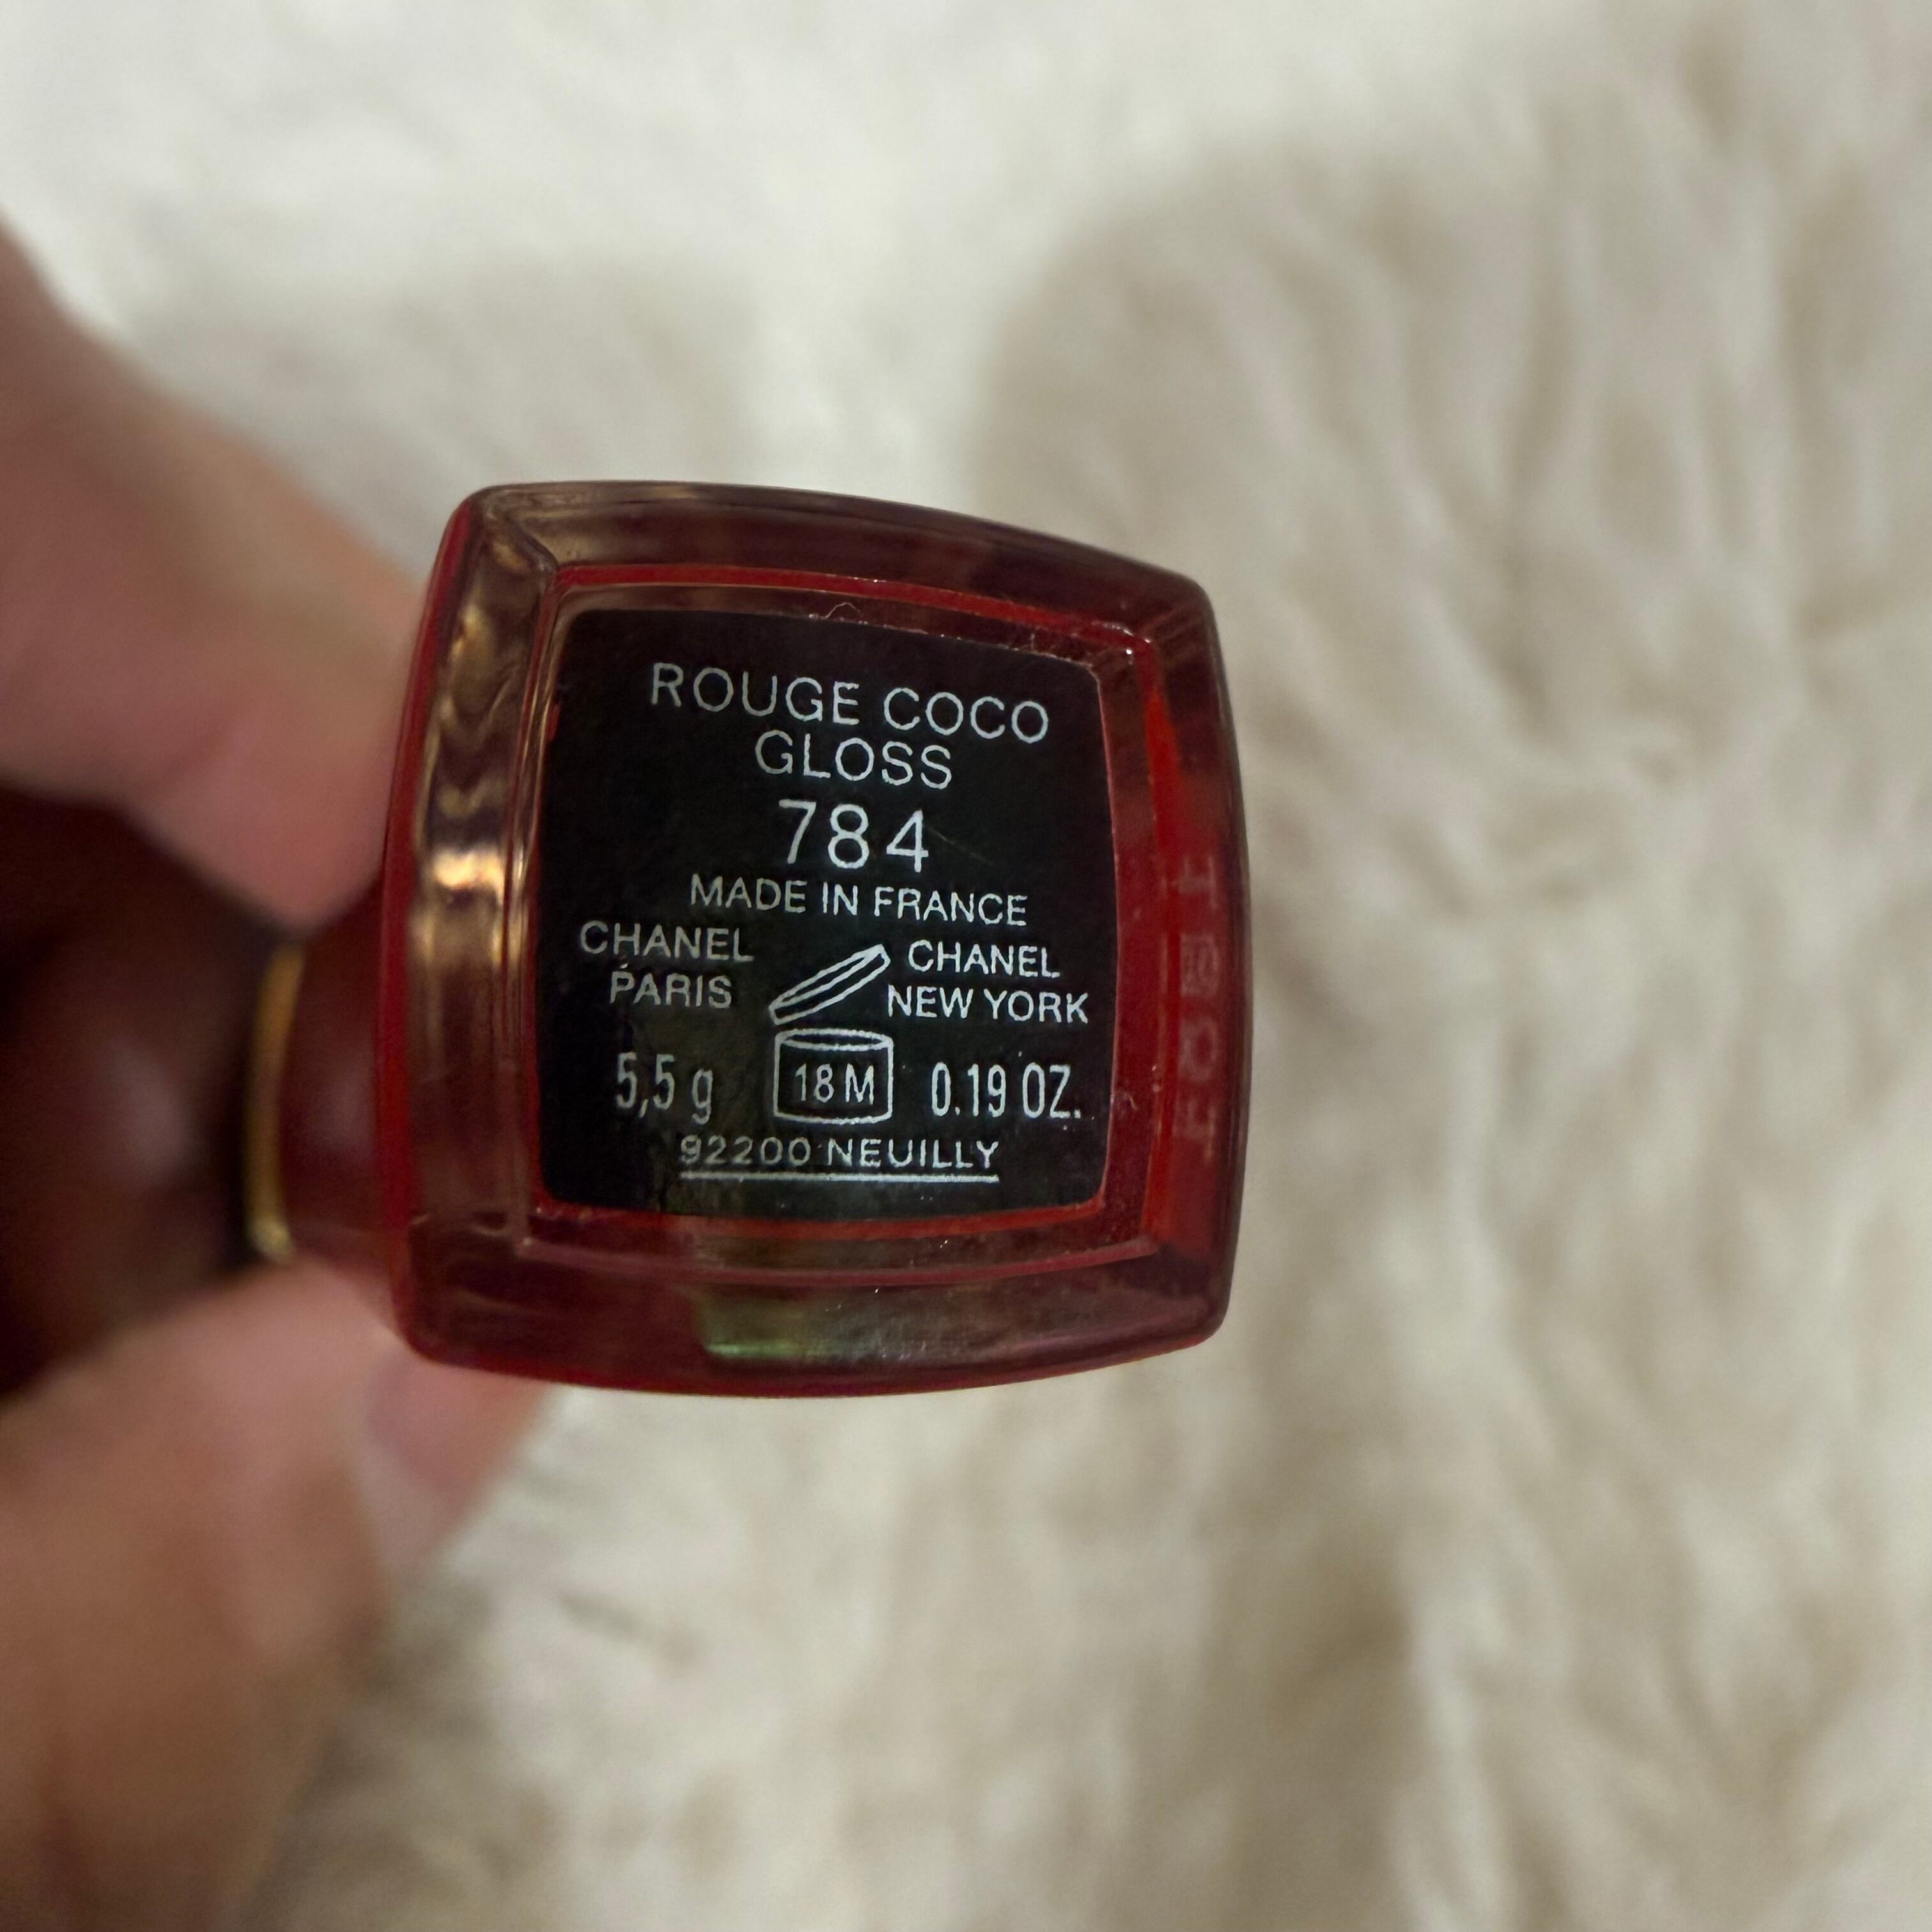 ROUGE COCO
GLOSS
784
MADE IN FRANCE
CHANEL
PARIS
CHANEL
NEW YORK
5,5 g
18 M
0.19 OZ.
92200 NEUILLY